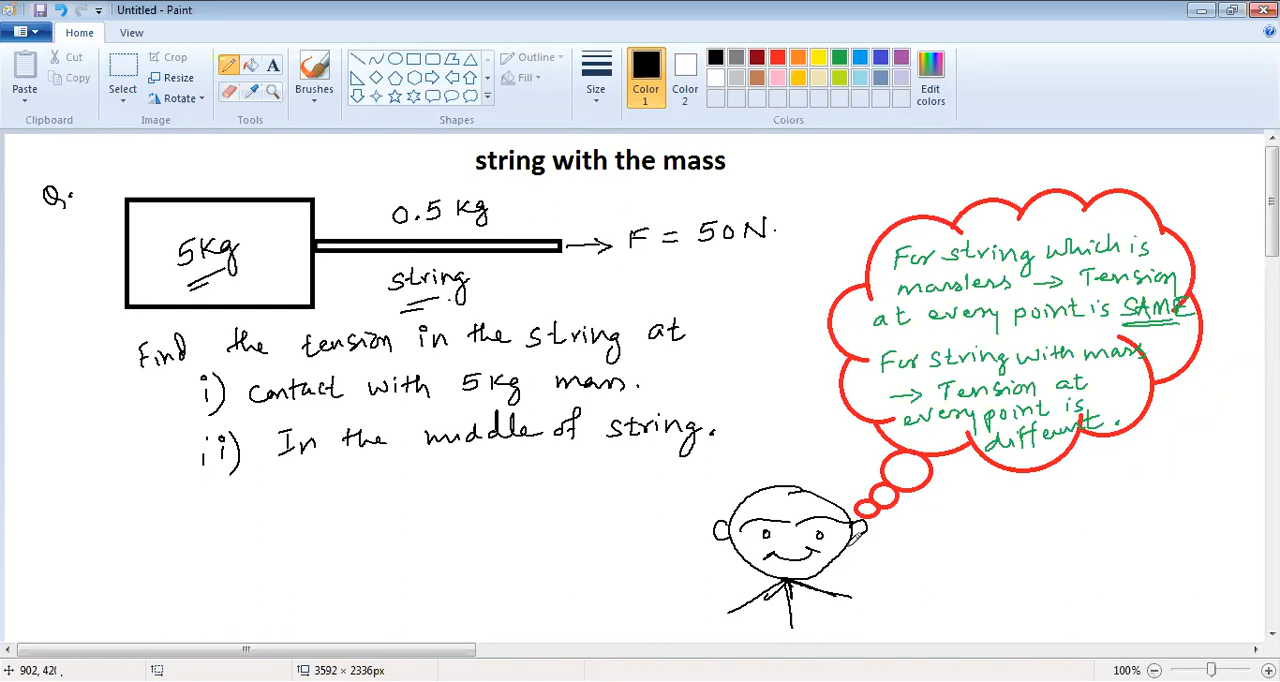 Untitled - Paint
Home
View
Paste
Cut
Copy
Clipboard
Select
Crop
Resize
Rotate
Image
A
Tools
Brushes
Shapes
Outline
Fill
Size
Color 1
Color 2
Edit colors
Colors
string with the mass
Q.
5Kg
0.5 Kg
string
F = 50N.
Find the tension in the string at
i) contact with 5Kg mass.
ii) In the middle of string.
For string which is
massless → Tension
at every point is SAME
For string with mass
→ Tension at
every point is
different.
902, 420
3592 × 2336px
100%